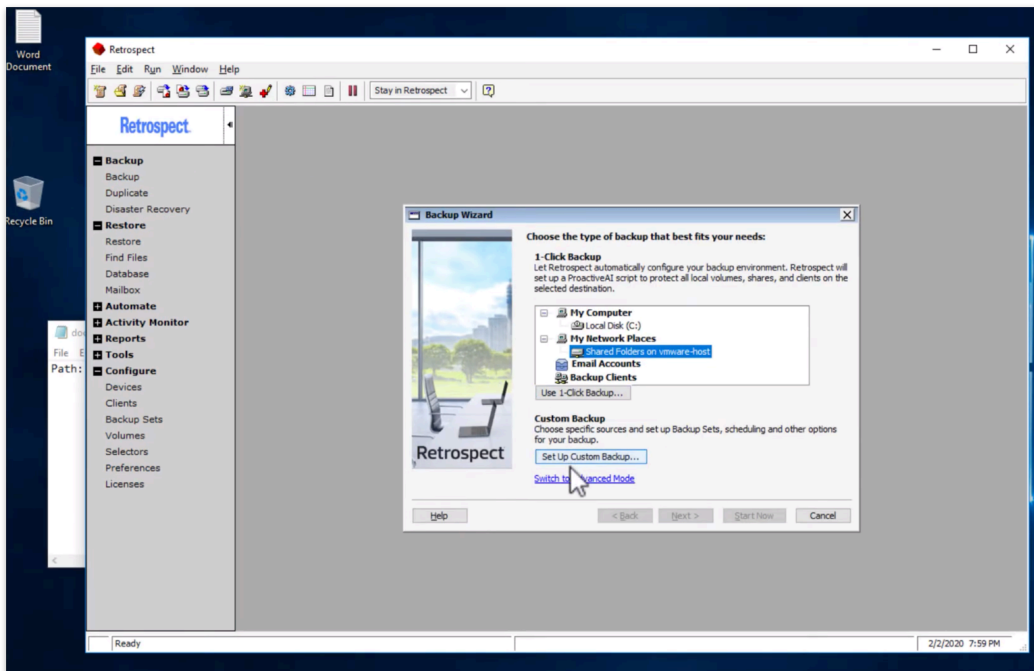 Word
Document
Recycle Bin
Path:
Retrospect
File Edit Run Window Help
Stay in Retrospect
Retrospect
Backup
Backup
Duplicate
Disaster Recovery
Restore
Restore
Find Files
Database
Mailbox
Automate
Activity Monitor
Reports
Tools
Configure
Devices
Clients
Backup Sets
Volumes
Selectors
Preferences
Licenses
Backup Wizard
Choose the type of backup that best fits your needs:
1-Click Backup
Let Retrospect automatically configure your backup environment. Retrospect will
set up a ProactiveAI script to protect all local volumes, shares, and clients on the
selected destination.
My Computer
Local Disk (C:)
My Network Places
Shared Folders on vmware-host
Email Accounts
Backup Clients
Use 1-Click Backup...
Custom Backup
Choose specific sources and set up Backup Sets, scheduling and other options
for your backup.
Set Up Custom Backup...
Switch to Mode
Retrospect
Help < Back Next > Start Now Cancel
Ready 2/2/2020 7:59 PM